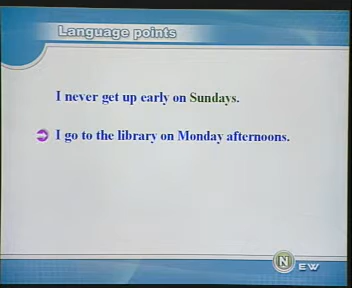 Language points
I never get up early on Sundays.
I go to the library on Monday afternoons.
NEW